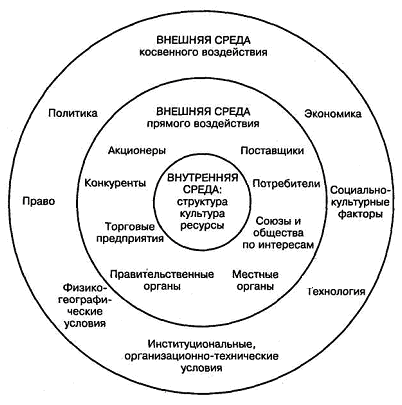 ВНЕШНЯЯ СРЕДА
косвенного воздействия
Политика
Экономика
ВНЕШНЯЯ СРЕДА
прямого воздействия
Акционеры
Поставщики
Конкуренты
ВНУТРЕННЯЯ
СРЕДА:
структура
культура
ресурсы
Потребители
Право
Социально-
культурные
факторы
Торговые
предприятия
Союзы и
общества
по интересам
Правительственные
органы
Местные
органы
Физико-
географи-
ческие
условия
Технология
Институциональные,
организационно-технические
условия